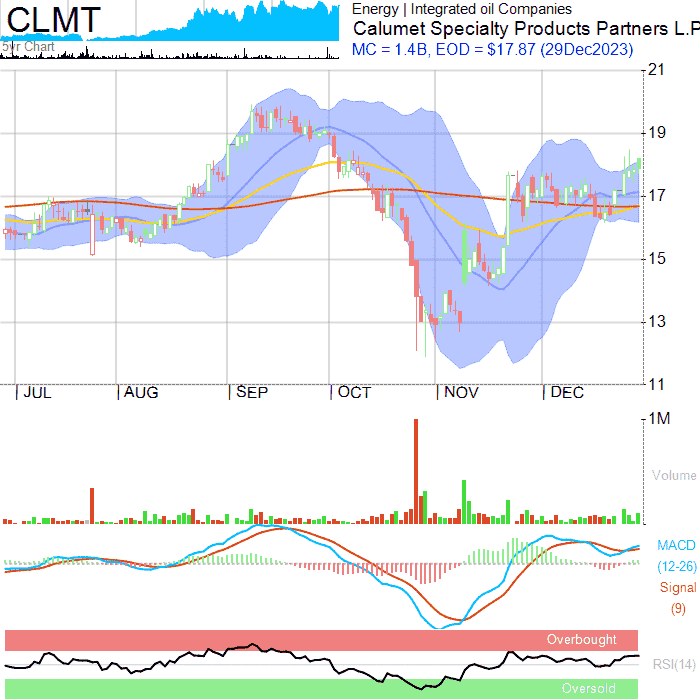 CLMT
5yr Chart
Energy | Integrated oil Companies
Calumet Specialty Products Partners L.P
MC = 1.4B, EOD = $17.87 (29Dec2023)
21
19
17
15
13
11
JUL AUG SEP OCT NOV DEC
1M
Volume
MACD
(12-26)
Signal
(9)
Overbought
RSI(14)
Oversold